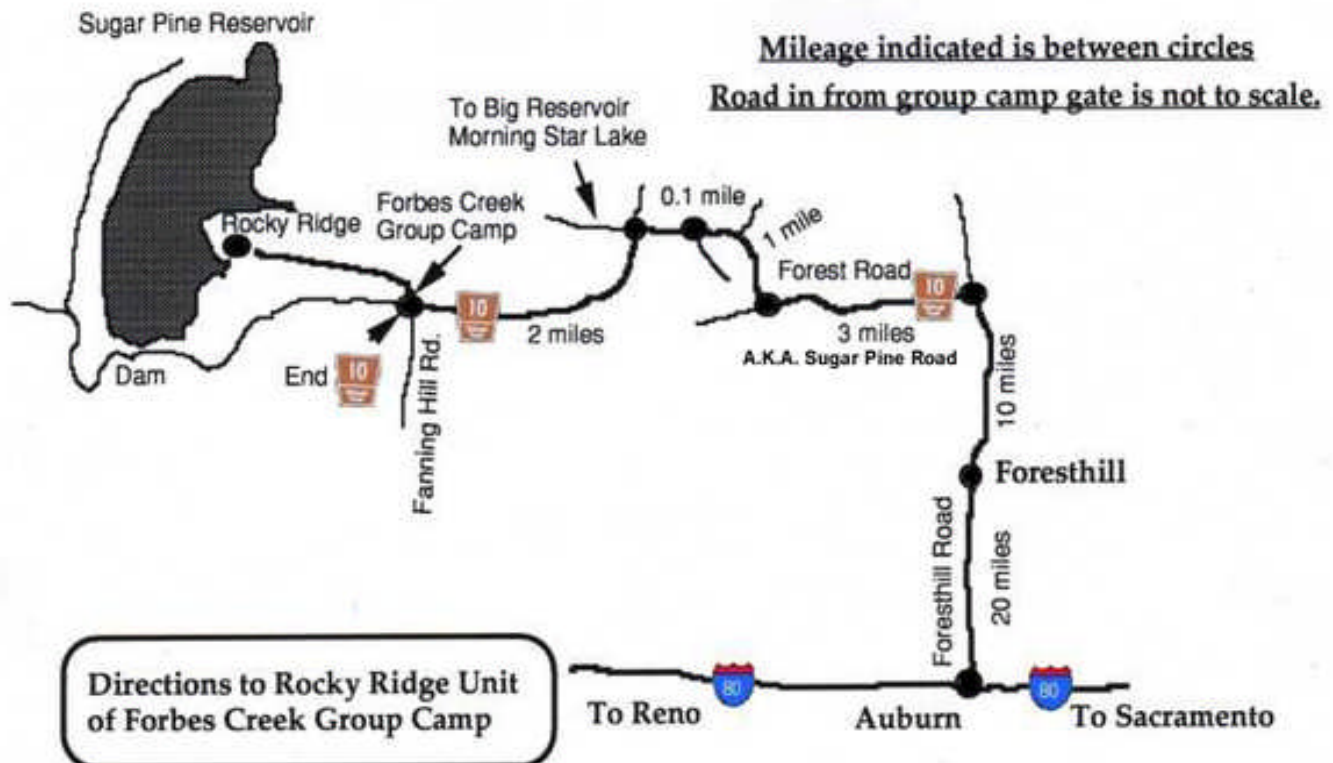 Sugar Pine Reservoir
Mileage indicated is between circles
Road in from group camp gate is not to scale.
To Big Reservoir
Morning Star Lake
Forbes Creek
Group Camp
0.1 mile
1 mile
Rocky Ridge
Forest Road
10
10
2 miles
3 miles
A.K.A. Sugar Pine Road
Dam
End
10
Fanning Hill Rd.
10 miles
Foresthill
Foresthill Road
20 miles
Directions to Rocky Ridge Unit
of Forbes Creek Group Camp
To Reno
80
Auburn
80
To Sacramento